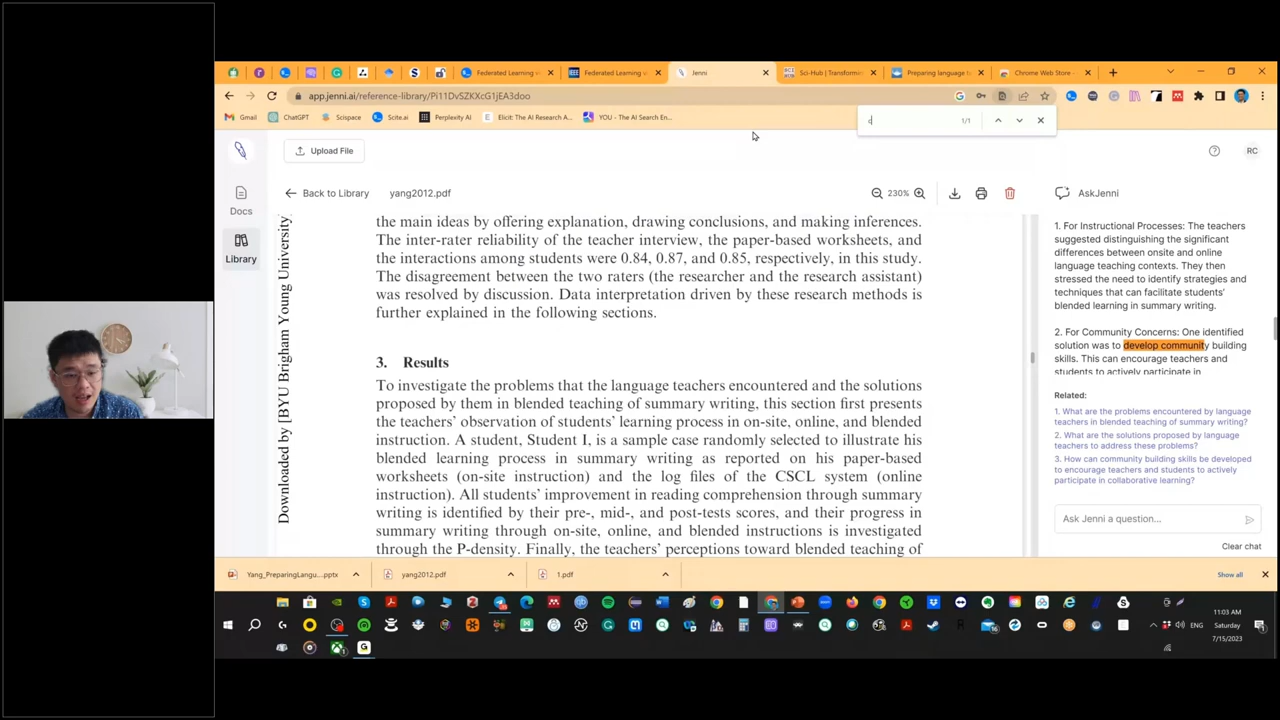 Federated Learning v
Federated Learning v
Jenni
Sci-Hub | Transformin
Preparing language t
Chrome Web Store -
app.jenni.ai/reference-library/Pi11DvSZKXcG1jEA3doo
Gmail
ChatGPT
Scispace
Scite.ai
Perplexity AI
Elicit: The AI Research A...
YOU - The AI Search En...
c
1/1
Upload File
RC
Docs
Library
Back to Library
yang2012.pdf
230%
AskJenni
Downloaded by [BYU Brigham Young University
the main ideas by offering explanation, drawing conclusions, and making inferences.
The inter-rater reliability of the teacher interview, the paper-based worksheets, and
the interactions among students were 0.84, 0.87, and 0.85, respectively, in this study.
The disagreement between the two raters (the researcher and the research assistant)
was resolved by discussion. Data interpretation driven by these research methods is
further explained in the following sections.
3. Results
To investigate the problems that the language teachers encountered and the solutions
proposed by them in blended teaching of summary writing, this section first presents
the teachers' observation of students' learning process in on-site, online, and blended
instruction. A student, Student I, is a sample case randomly selected to illustrate his
blended learning process in summary writing as reported on his paper-based
worksheets (on-site instruction) and the log files of the CSCL system (online
instruction). All students' improvement in reading comprehension through summary
writing is identified by their pre-, mid-, and post-tests scores, and their progress in
summary writing through on-site, online, and blended instructions is investigated
through the P-density. Finally, the teachers' perceptions toward blended teaching of
1. For Instructional Processes: The teachers
suggested distinguishing the significant
differences between onsite and online
language teaching contexts. They then
stressed the need to identify strategies and
techniques that can facilitate students'
blended learning in summary writing.
2. For Community Concerns: One identified
solution was to develop community building
skills. This can encourage teachers and
students to actively participate in
Related:
1. What are the problems encountered by language
teachers in blended teaching of summary writing?
2. What are the solutions proposed by language
teachers to address these problems?
3. How can community building skills be developed
to encourage teachers and students to actively
participate in collaborative learning?
Ask Jenni a question...
Clear chat
Yang_PreparingLangu....pptx
yang2012.pdf
1.pdf
Show all
ENG
11:03 AM
Saturday
7/15/2023